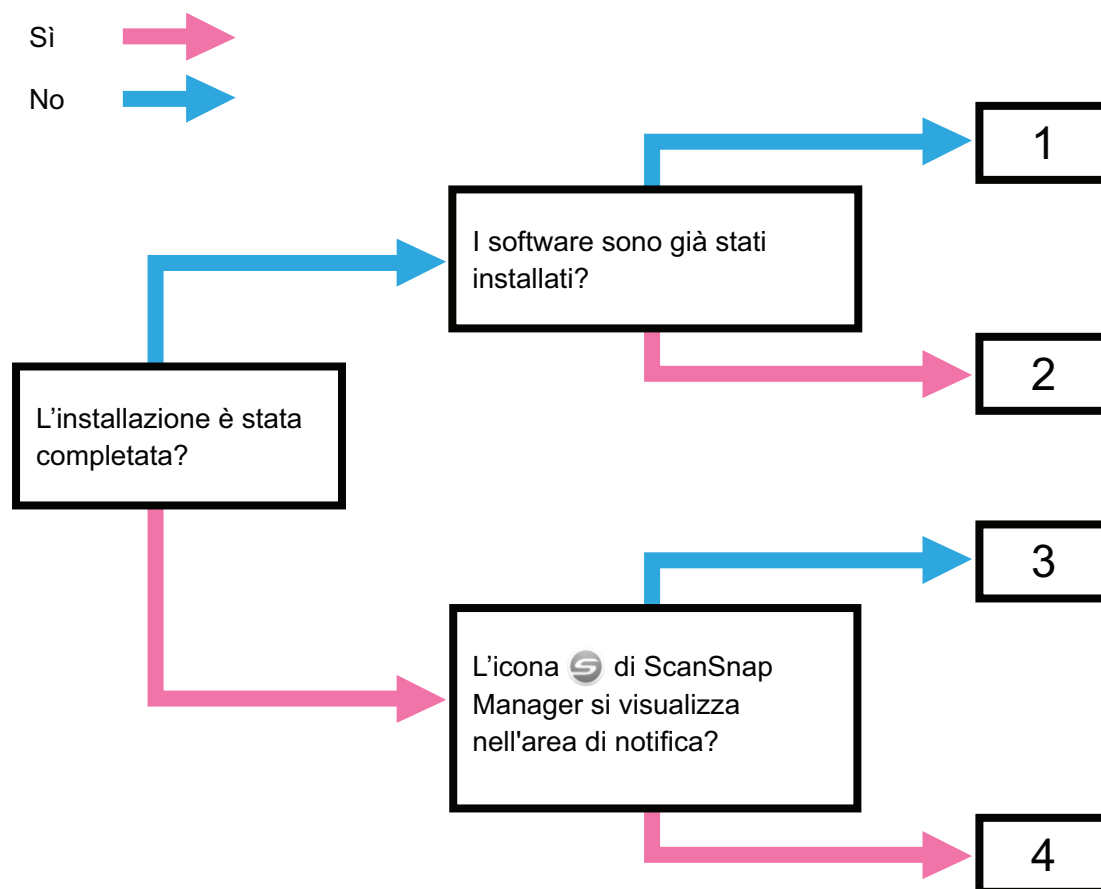 Sì
No
1
I software sono già stati
installati?
2
L’installazione è stata
completata?
3
L’icona di ScanSnap
Manager si visualizza
nell'area di notifica?
4